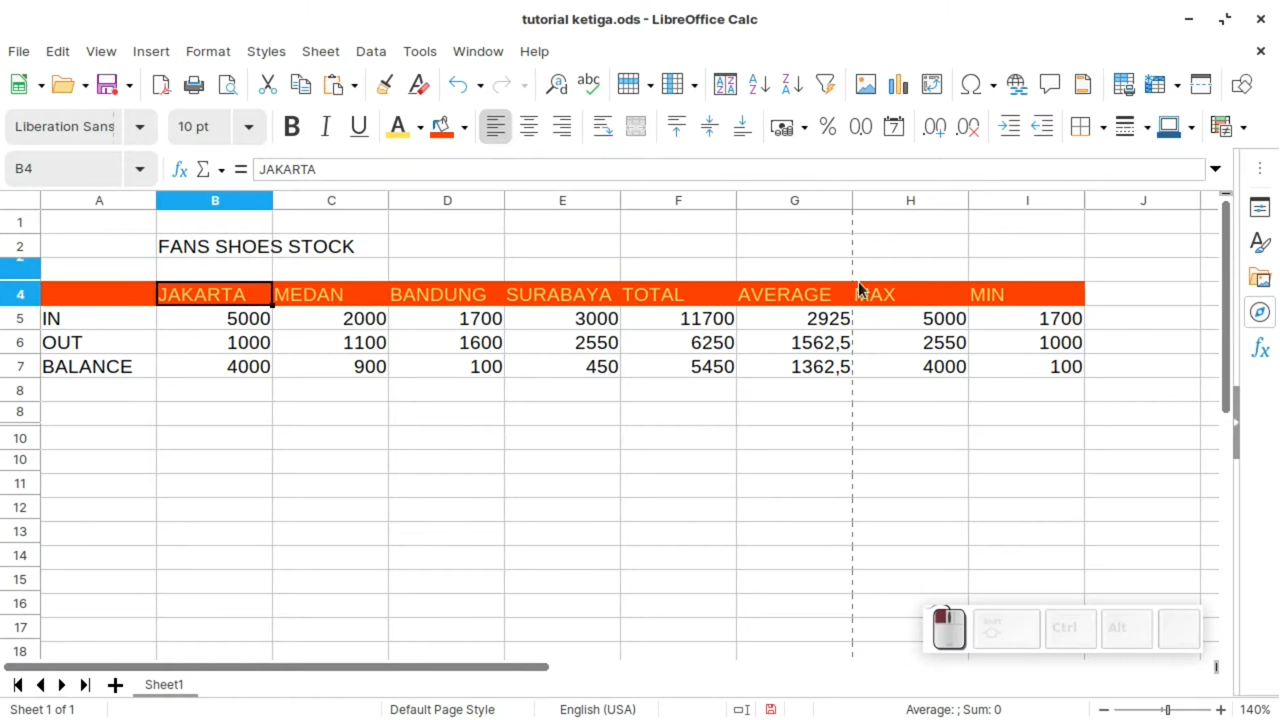 tutorial ketiga.ods - LibreOffice Calc
File Edit View Insert Format Styles Sheet Data Tools Window Help
Liberation Sans 10 pt
B4 JAKARTA
A B C D E F G H I J
1
2 FANS SHOES STOCK
4 JAKARTA MEDAN BANDUNG SURABAYA TOTAL AVERAGE MAX MIN
5 IN 5000 2000 1700 3000 11700 2925 5000 1700
6 OUT 1000 1100 1600 2550 6250 1562,5 2550 1000
7 BALANCE 4000 900 100 450 5450 1362,5 4000 100
8
8
10
10
11
12
13
14
15
16
17
18
Shift Ctrl Alt
Sheet1
Sheet 1 of 1 Default Page Style English (USA) Average: ; Sum: 0 140%